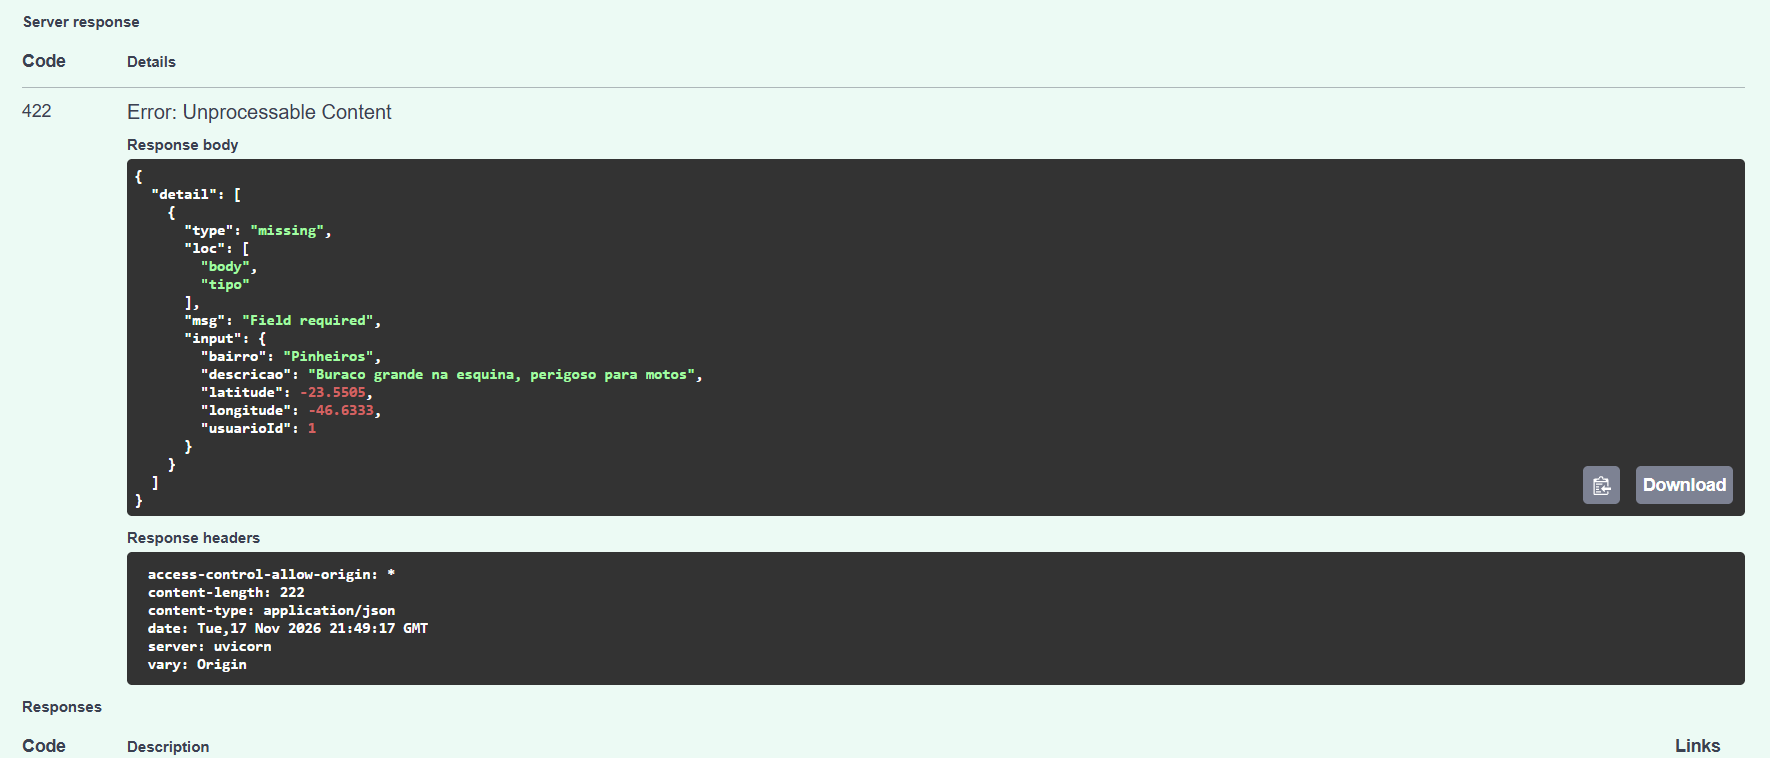 Server response
Code Details
422 Error: Unprocessable Content
Response body
{
  "detail": [
    {
      "type": "missing",
      "loc": [
        "body",
        "tipo"
      ],
      "msg": "Field required",
      "input": {
        "bairro": "Pinheiros",
        "descricao": "Buraco grande na esquina, perigoso para motos",
        "latitude": -23.5505,
        "longitude": -46.6333,
        "usuarioId": 1
      }
    }
  ]
}
Download
Response headers
access-control-allow-origin: *
content-length: 222
content-type: application/json
date: Tue,17 Nov 2026 21:49:17 GMT
server: uvicorn
vary: Origin
Responses
Code Description Links